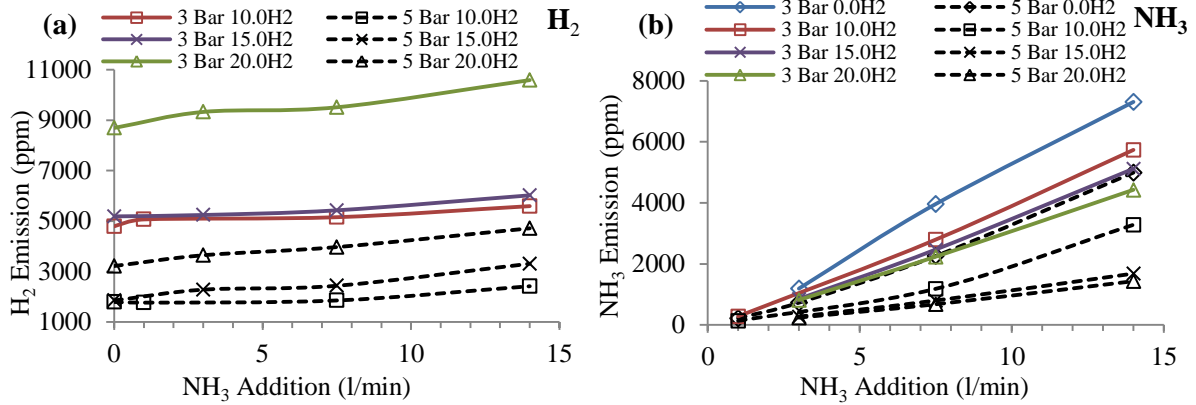 (a)
3 Bar 10.0H2
5 Bar 10.0H2
H2
3 Bar 15.0H2
5 Bar 15.0H2
3 Bar 20.0H2
5 Bar 20.0H2
H2 Emission (ppm)
11000
9000
7000
5000
3000
1000
0
5
10
15
NH3 Addition (l/min)
(b)
3 Bar 0.0H2
5 Bar 0.0H2
NH3
3 Bar 10.0H2
5 Bar 10.0H2
3 Bar 15.0H2
5 Bar 15.0H2
3 Bar 20.0H2
5 Bar 20.0H2
NH3 Emission (ppm)
8000
6000
4000
2000
0
0
5
10
15
NH3 Addition (l/min)